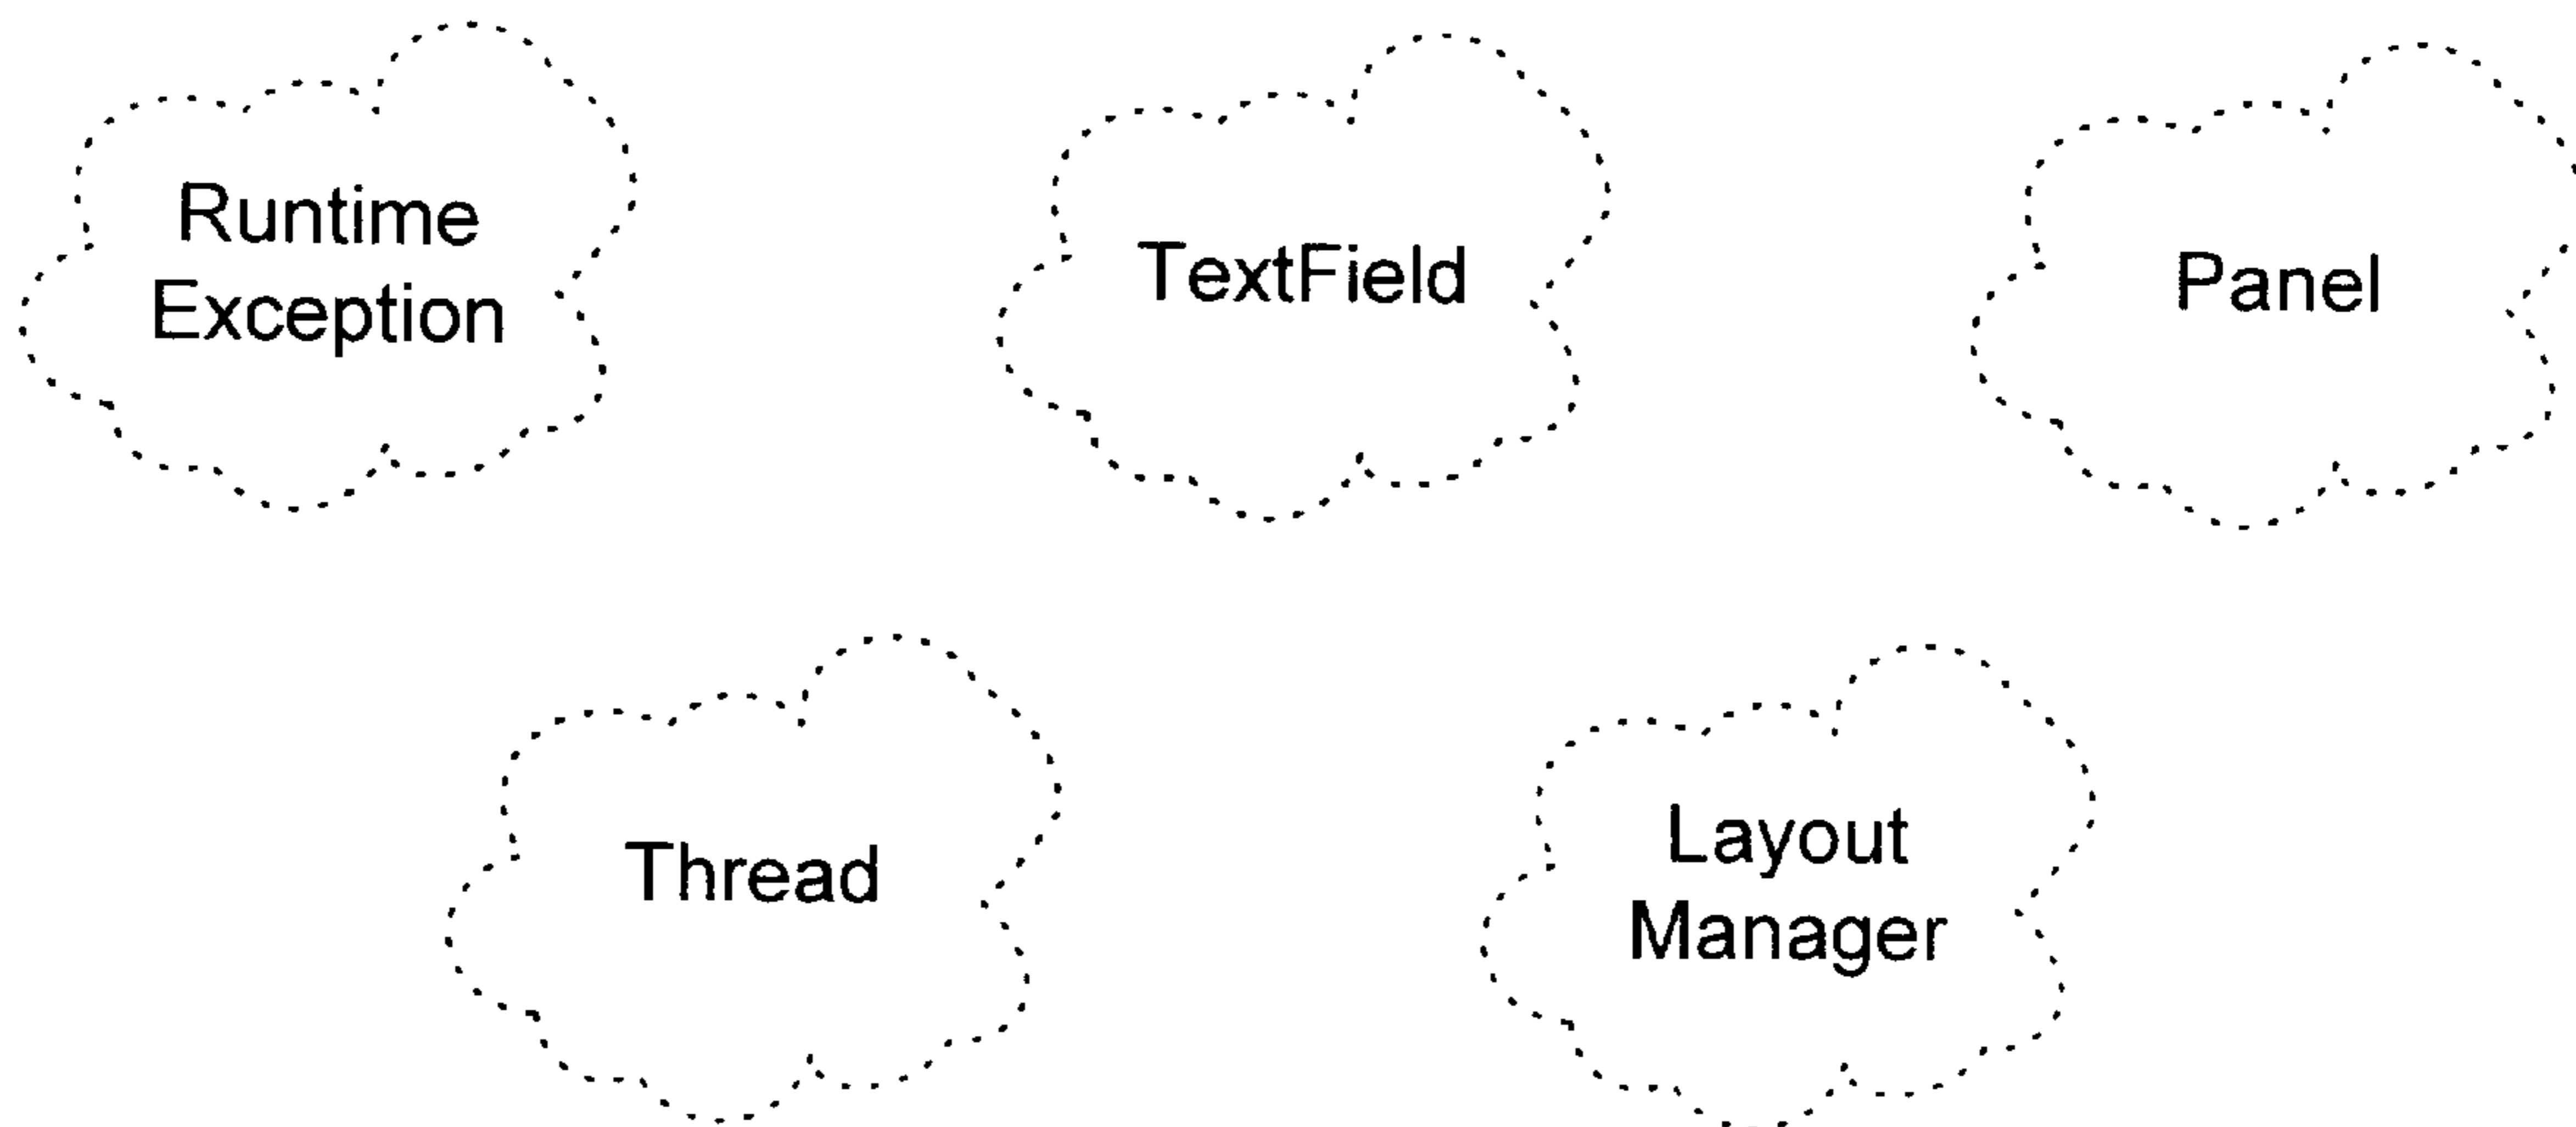 Runtime
Exception
TextField
Panel
Thread
Layout
Manager